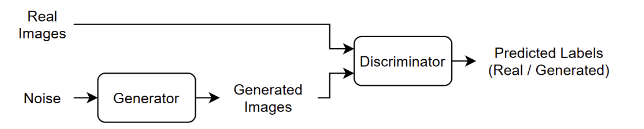 Real
Images
Discriminator
Predicted Labels
(Real / Generated)
Noise
Generator
Generated
Images